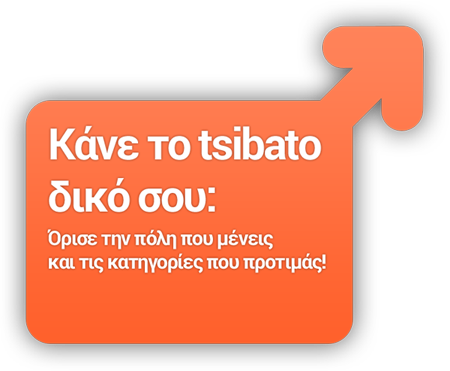 Κάνε το tsibato
δικό σου:
Όρισε την πόλη που μένεις
και τις κατηγορίες που προτιμάς!